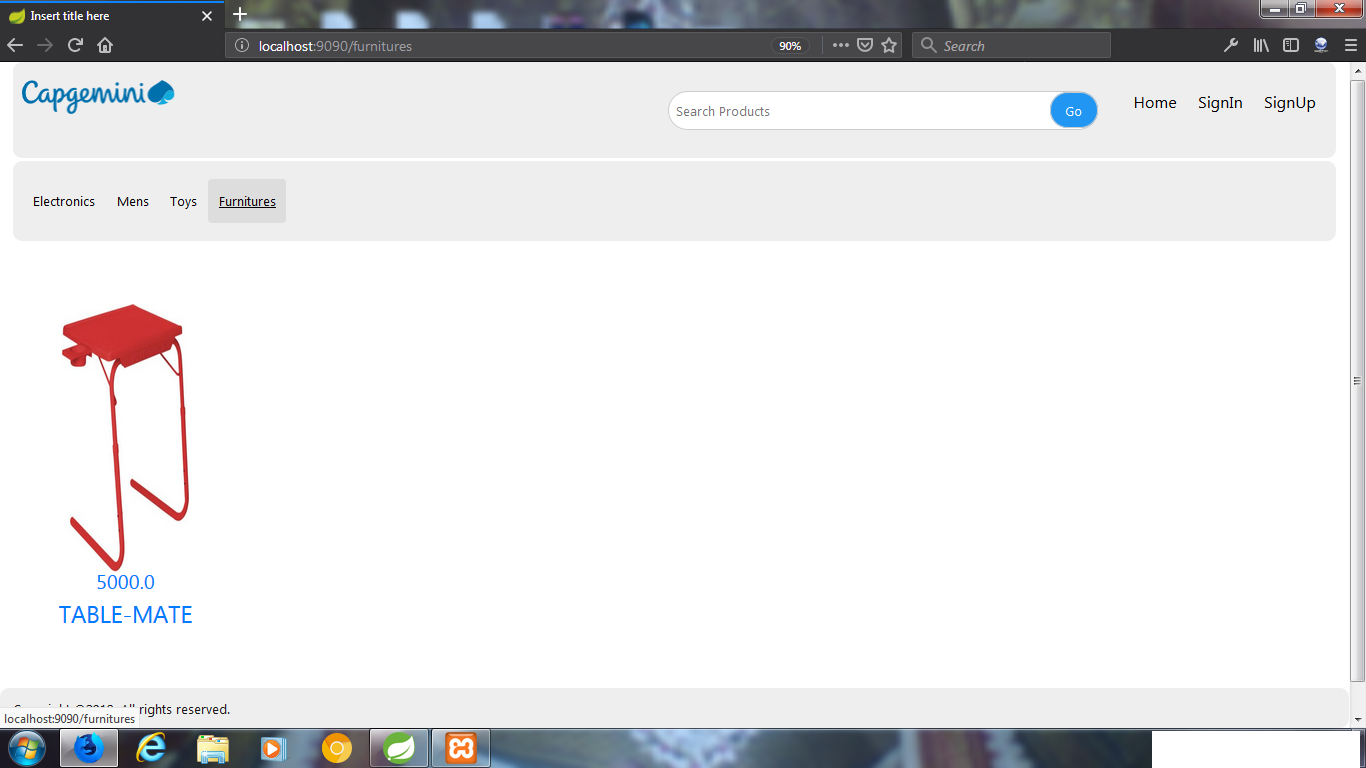 Insert title here
localhost:9090/furnitures
90%
Search
Capgemini
Search Products
Go
Home
SignIn
SignUp
Electronics
Mens
Toys
Furnitures
5000.0
TABLE-MATE
All rights reserved.
localhost:9090/furnitures